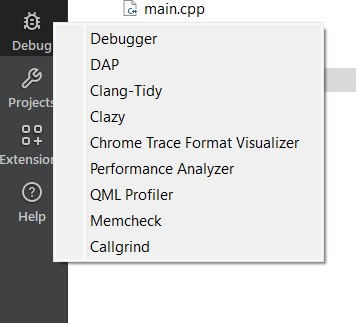 main.cpp
Debug
Projects
Extension
Help
Debugger
DAP
Clang-Tidy
Clazy
Chrome Trace Format Visualizer
Performance Analyzer
QML Profiler
Memcheck
Callgrind